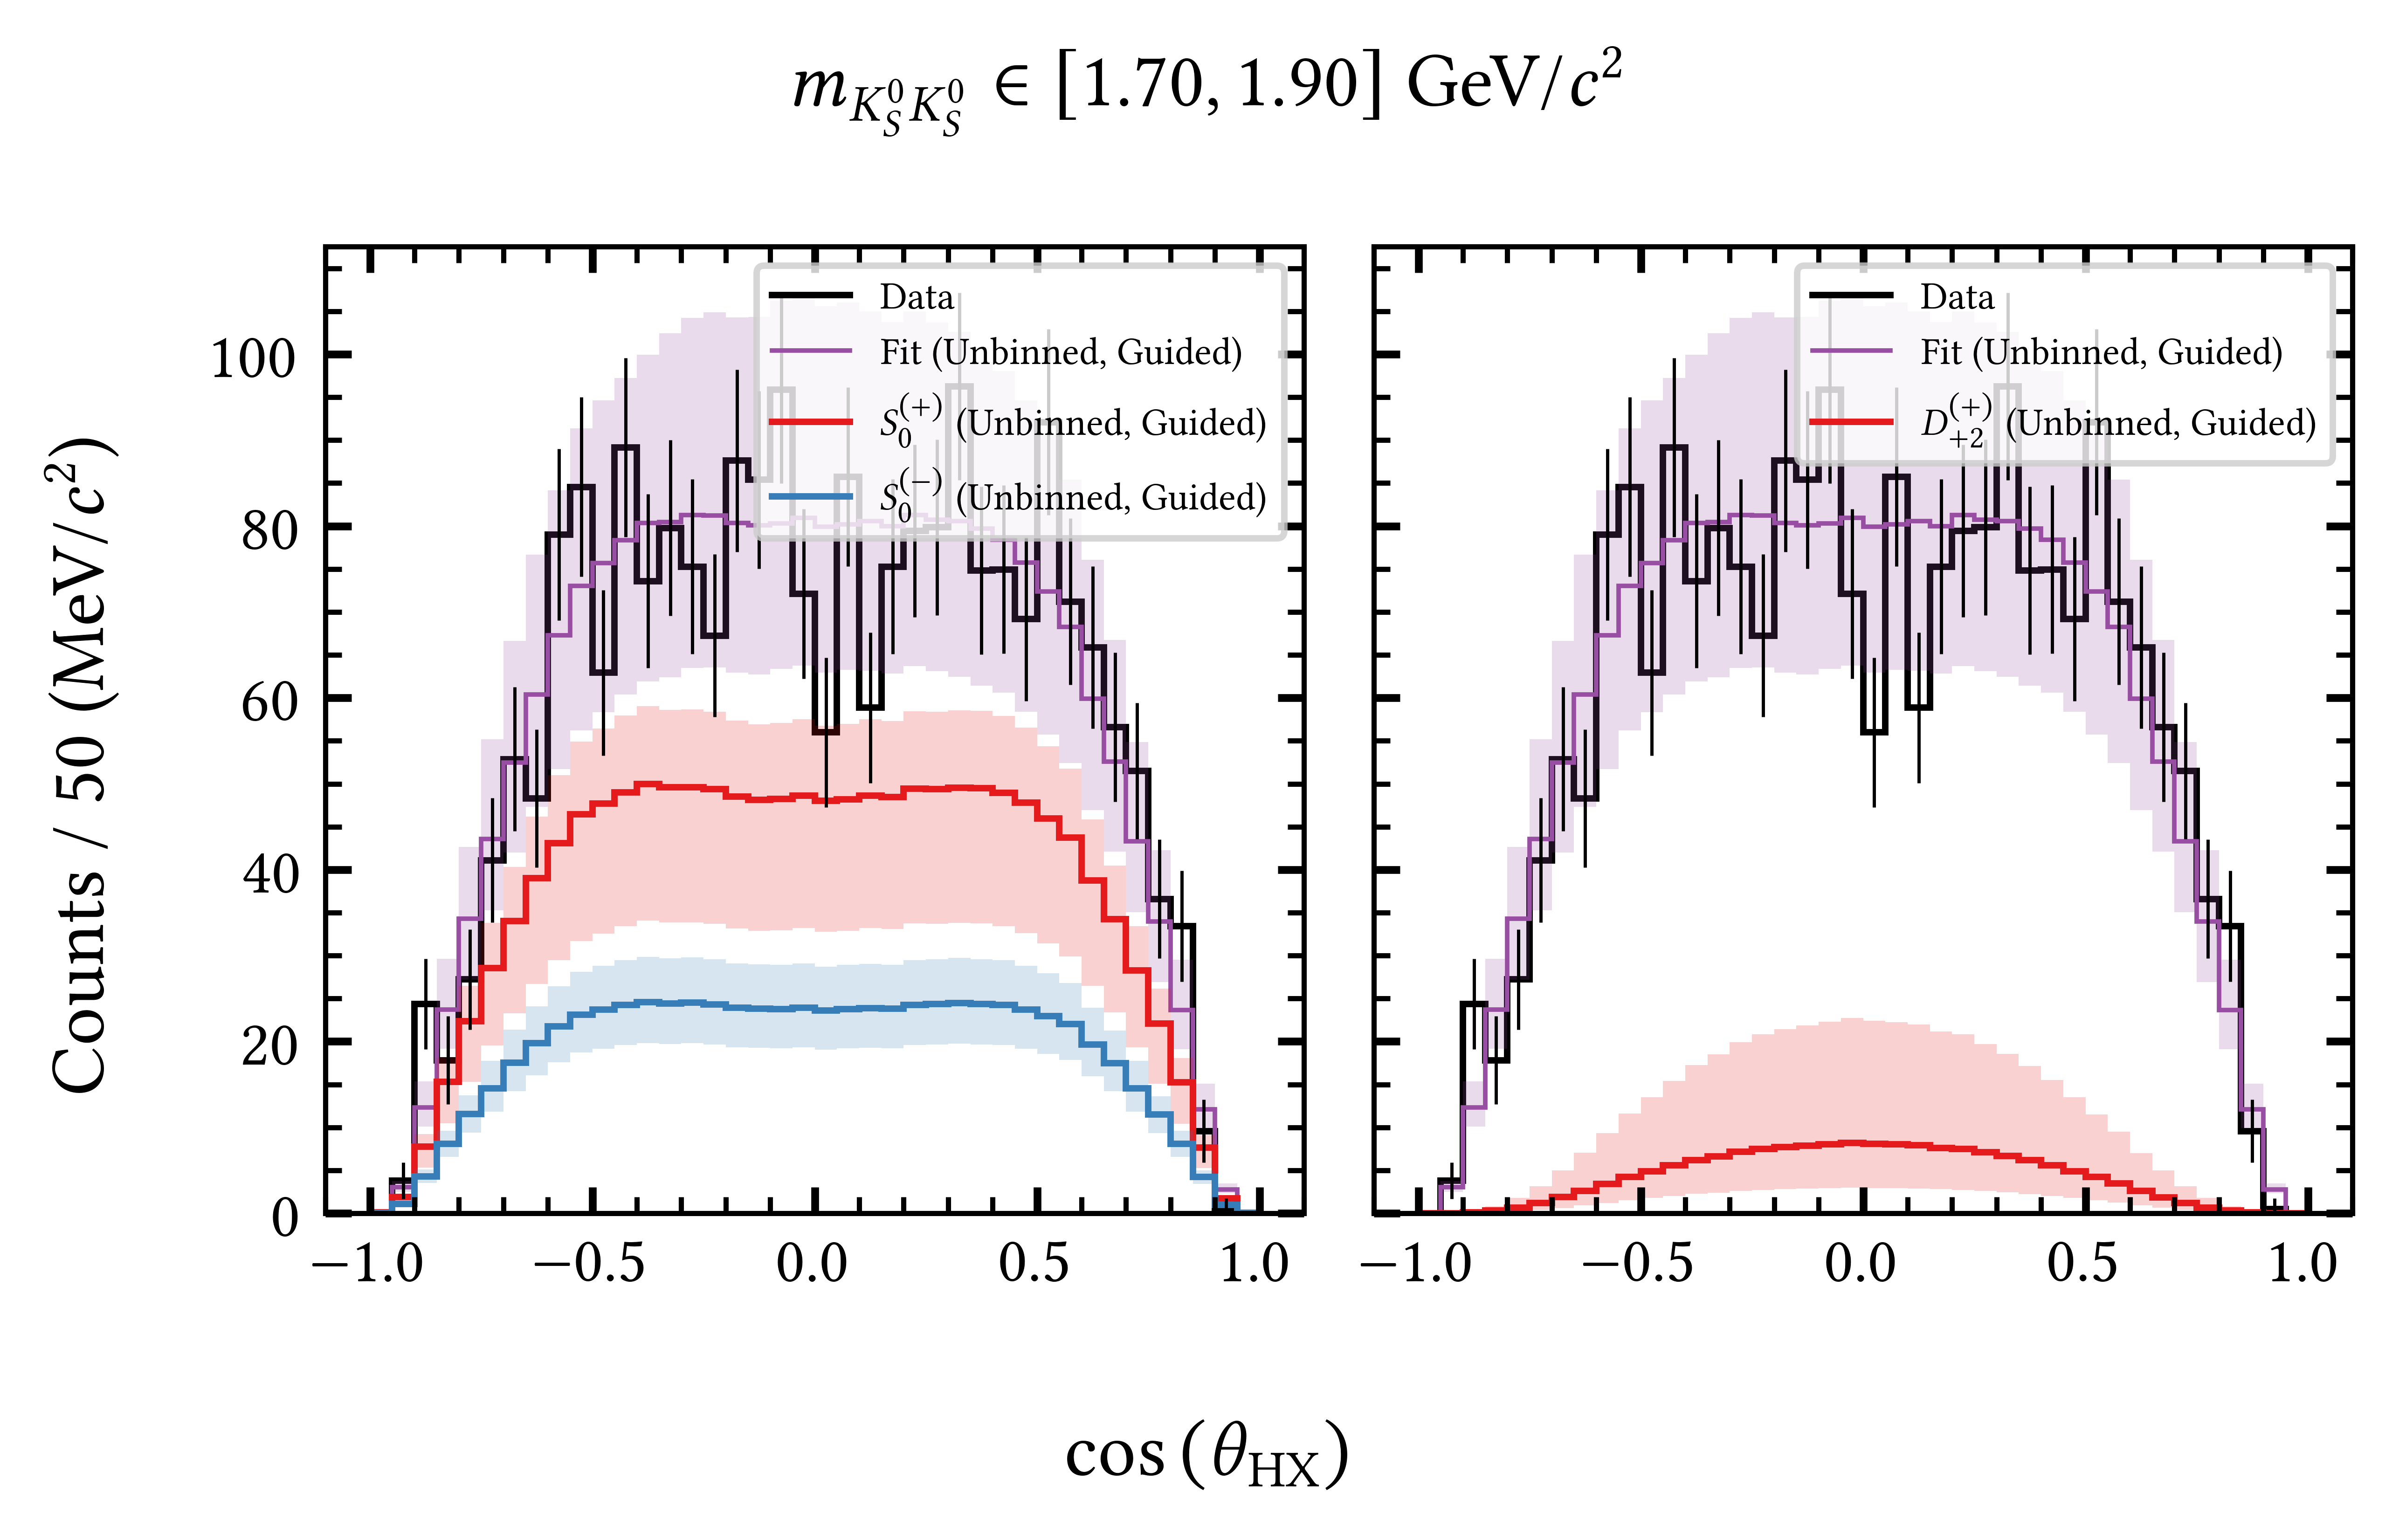 m_{K_S^0 K_S^0} ∈ [1.70, 1.90] GeV/c²
Counts / 50 (MeV/c²)
100
80
60
40
20
0
Data
Fit (Unbinned, Guided)
S_0^{(+)} (Unbinned, Guided)
S_0^{(−)} (Unbinned, Guided)
−1.0 −0.5 0.0 0.5 1.0
Data
Fit (Unbinned, Guided)
D_{+2}^{(+)} (Unbinned, Guided)
−1.0 −0.5 0.0 0.5 1.0
cos (θ_{HX})